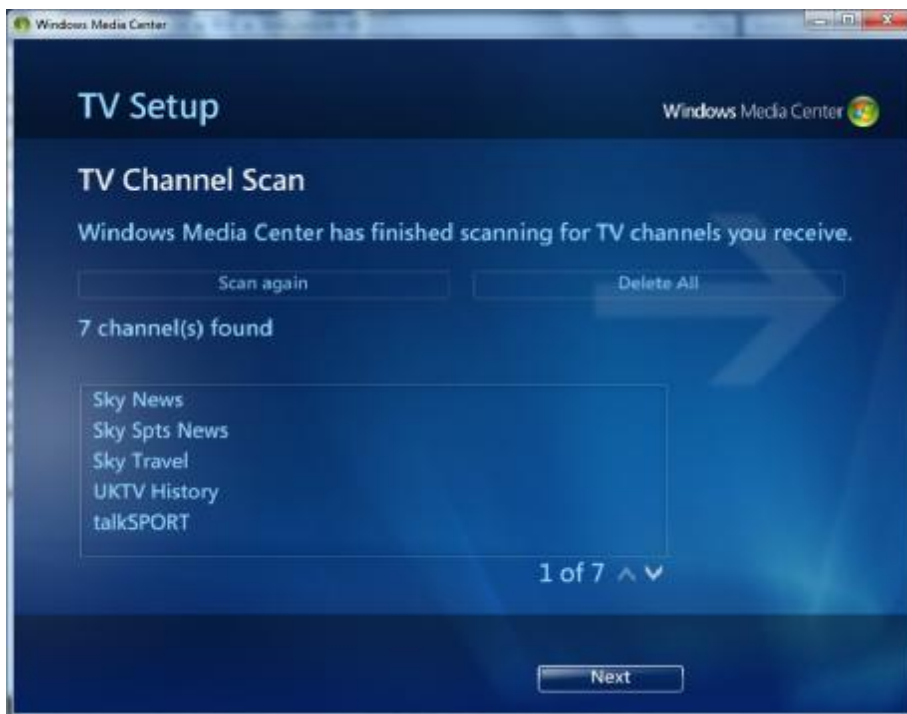 Windows Media Center
TV Setup
Windows Media Center
TV Channel Scan
Windows Media Center has finished scanning for TV channels you receive.
Scan again
Delete All
7 channel(s) found
Sky News
Sky Spts News
Sky Travel
UKTV History
talkSPORT
1 of 7
Next